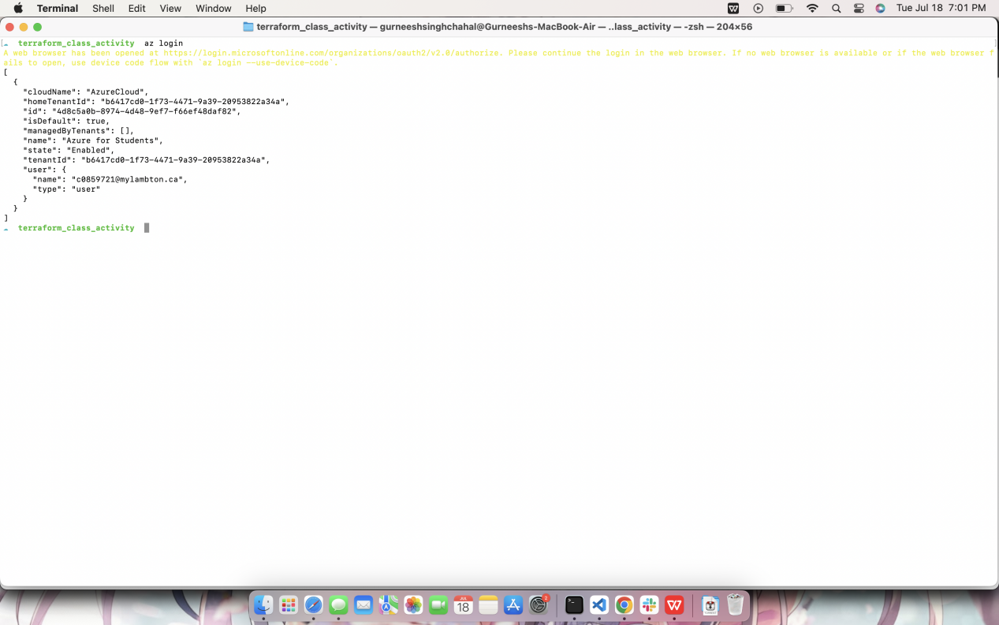 Terminal Shell Edit View Window Help Tue Jul 18 7:01 PM
terraform_class_activity — gurneeshsinghchahal@Gurneeshs-MacBook-Air — ..lass_activity — -zsh — 204×56
[ terraform_class_activity az login ]
A web browser has been opened at https://login.microsoftonline.com/organizations/oauth2/v2.0/authorize. Please continue the login in the web browser. If no web browser is available or if the web browser f
ails to open, use device code flow with `az login --use-device-code`.
[
{
"cloudName": "AzureCloud",
"homeTenantId": "b6417cd0-1f73-4471-9a39-20953822a34a",
"id": "4d8c5a0b-8974-4d48-9ef7-f66ef48daf82",
"isDefault": true,
"managedByTenants": [],
"name": "Azure for Students",
"state": "Enabled",
"tenantId": "b6417cd0-1f73-4471-9a39-20953822a34a",
"user": {
"name": "c0859721@mylambton.ca",
"type": "user"
}
}
]
terraform_class_activity
JUL
18
2